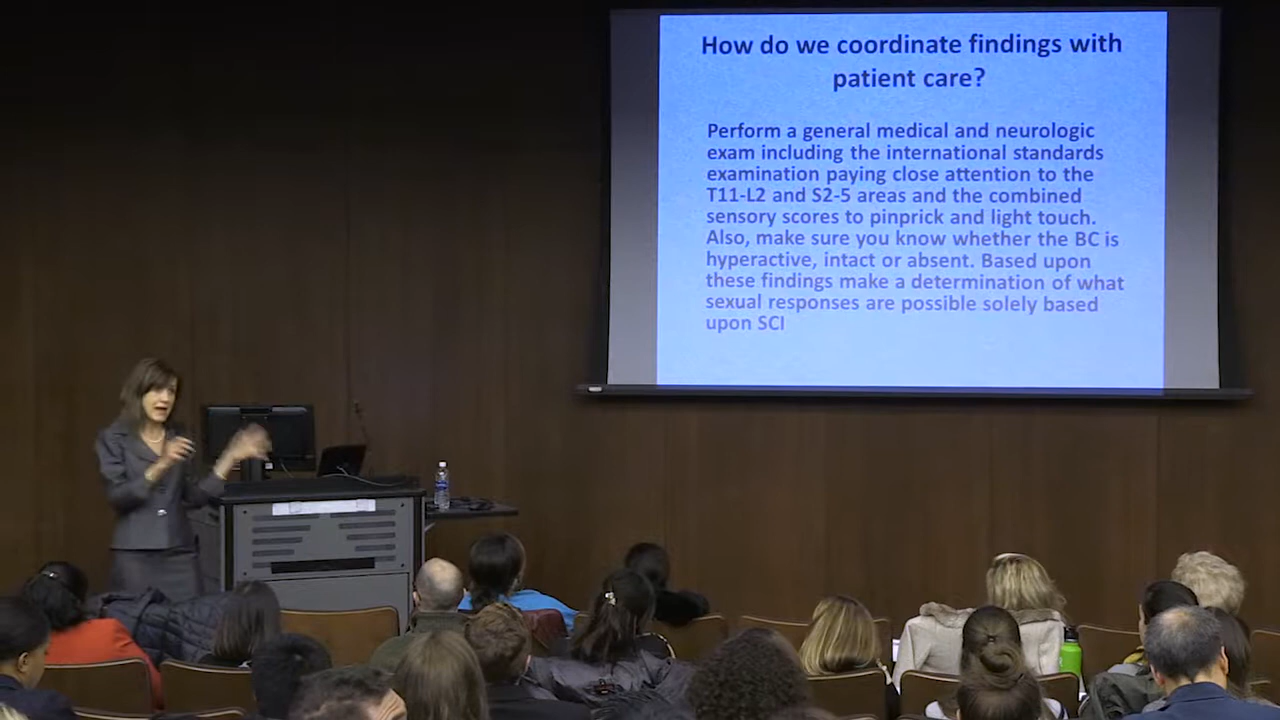 How do we coordinate findings with
patient care?
Perform a general medical and neurologic
exam including the international standards
examination paying close attention to the
T11-L2 and S2-5 areas and the combined
sensory scores to pinprick and light touch.
Also, make sure you know whether the BC is
hyperactive, intact or absent. Based upon
these findings make a determination of what
sexual responses are possible solely based
upon SCI